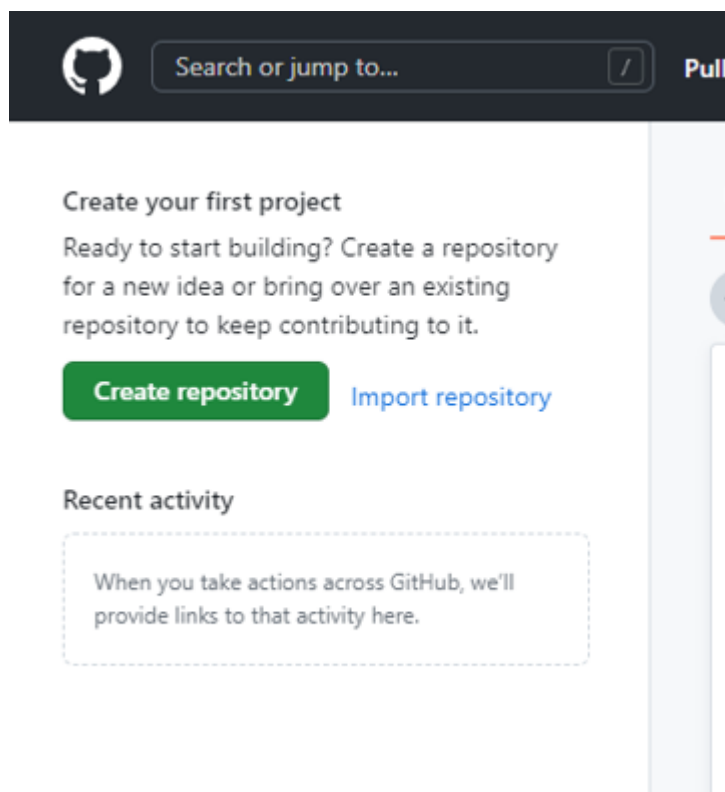 Search or jump to... /
Pull
Create your first project
Ready to start building? Create a repository
for a new idea or bring over an existing
repository to keep contributing to it.
Create repository
Import repository
Recent activity
When you take actions across GitHub, we'll
provide links to that activity here.